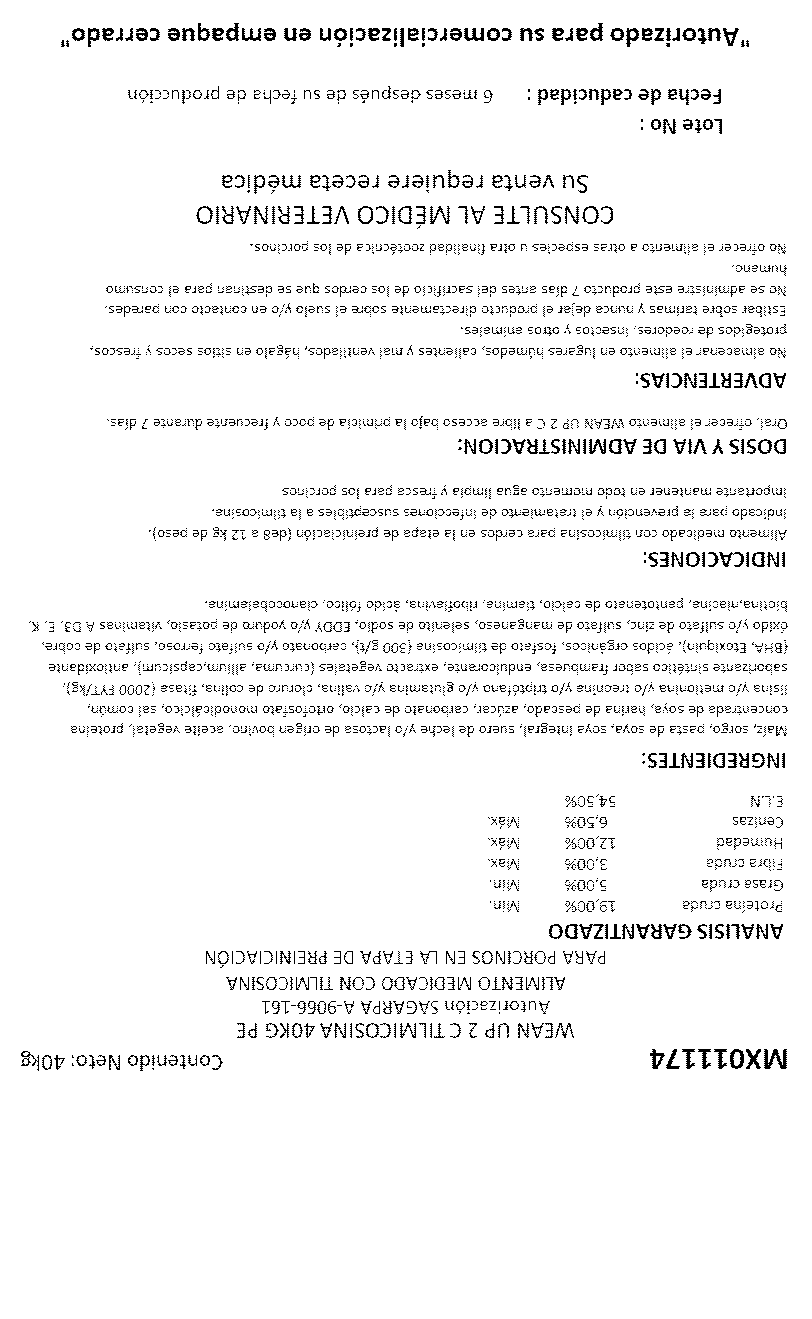 MX011174 Contenido Neto: 40kg
WEAN UP 2 C TILMICOSINA 40KG PE
Autorización SAGARPA A-9066-161
ALIMENTO MEDICADO CON TILMICOSINA
PARA PORCINOS EN LA ETAPA DE PREINICIACIÓN
ANALISIS GARANTIZADO
Proteína cruda 19,00% Min.
Grasa cruda 5,00% Min.
Fibra cruda 3,00% Max.
Humedad 12,00% Máx.
Cenizas 6,50% Máx.
E.L.N 54,50%
INGREDIENTES:
Maíz, sorgo, pasta de soya, soya integral, suero de leche y/o lactosa de origen bovino, aceite vegetal, proteína
concentrada de soya, harina de pescado, azúcar, carbonato de calcio, ortofosfato monodicálcico, sal común,
lisina y/o metionina y/o treonina y/o triptófano y/o glutamina y/o valina, cloruro de colina, fitasa (2000 FYT/kg),
saborizante sintético sabor frambuesa, endulcorante, extracto vegetales (curcuma, allium,capsicum), antioxidante
(BHA, Etoxiquin), ácidos orgánicos, fosfato de tilmicosina (300 g/t), carbonato y/o sulfato ferroso, sulfato de cobre,
óxido y/o sulfato de zinc, sulfato de manganeso, selenito de sodio, EDDY y/o yoduro de potasio, vitaminas A D3, E, K,
biotina,niacina, pantotenato de calcio, tiamina, riboflavina, ácido fólico, cianocobalamina.
INDICACIONES:
Alimento medicado con tilmicosina para cerdos en la etapa de preiniciación (de8 a 12 kg de peso).
Indicado para la prevención y el tratamiento de infecciones susceptibles a la tilmicosina.
Importante mantener en todo momento agua limpia y fresca para los porcinos
DOSIS Y VIA DE ADMINISTRACION:
Oral, ofrecer el alimento WEAN UP 2 C a libre acceso bajo la primicia de poco y frecuente durante 7 días.
ADVERTENCIAS:
No almacenar el alimento en lugares húmedos, calientes y mal ventilados, hágalo en sitios secos y frescos,
protegidos de roedores, insectos y otros animales.
Estibar sobre tarimas y nunca dejar el producto directamente sobre el suelo y/o en contacto con paredes.
No se administre este producto 7 días antes del sacrificio de los cerdos que se destinan para el consumo
humano.
No ofrecer el alimento a otras especies u otra finalidad zootécnica de los porcinos.
CONSULTE AL MÉDICO VETERINARIO
Su venta requiere receta médica
Lote No :
Fecha de caducidad : 6 meses después de su fecha de producción
"Autorizado para su comercialización en empaque cerrado"